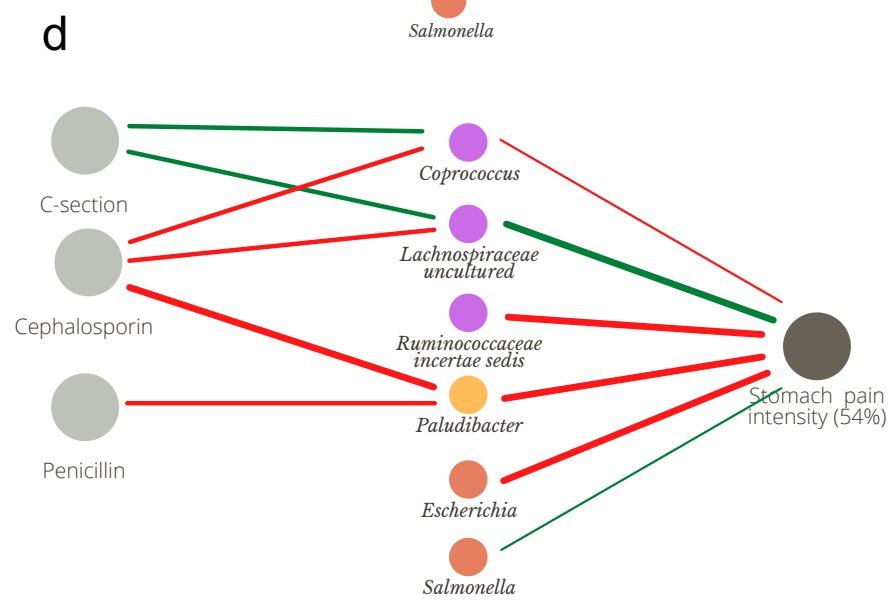 d
Salmonella
C-section
Cephalosporin
Penicillin
Coprococcus
Lachnospiraceae
uncultured
Ruminococcaceae
incertae sedis
Paludibacter
Escherichia
Salmonella
Stomach pain
intensity (54%)